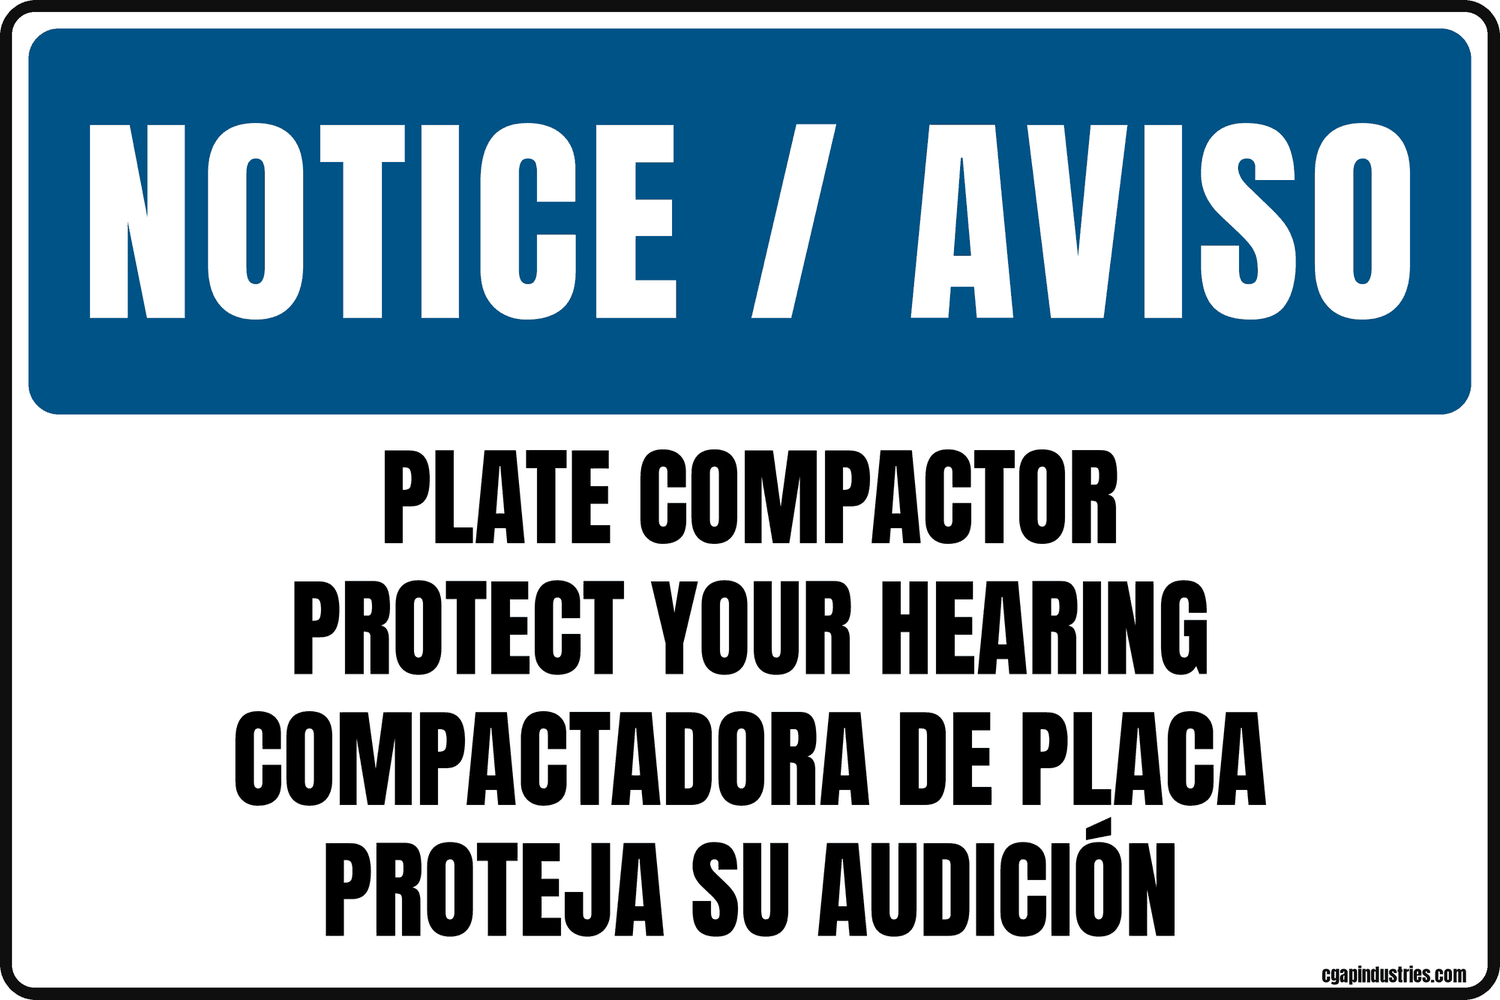 NOTICE / AVISO
PLATE COMPACTOR
PROTECT YOUR HEARING
COMPACTADORA DE PLACA
PROTEJA SU AUDICIÓN
cgapindustries.com